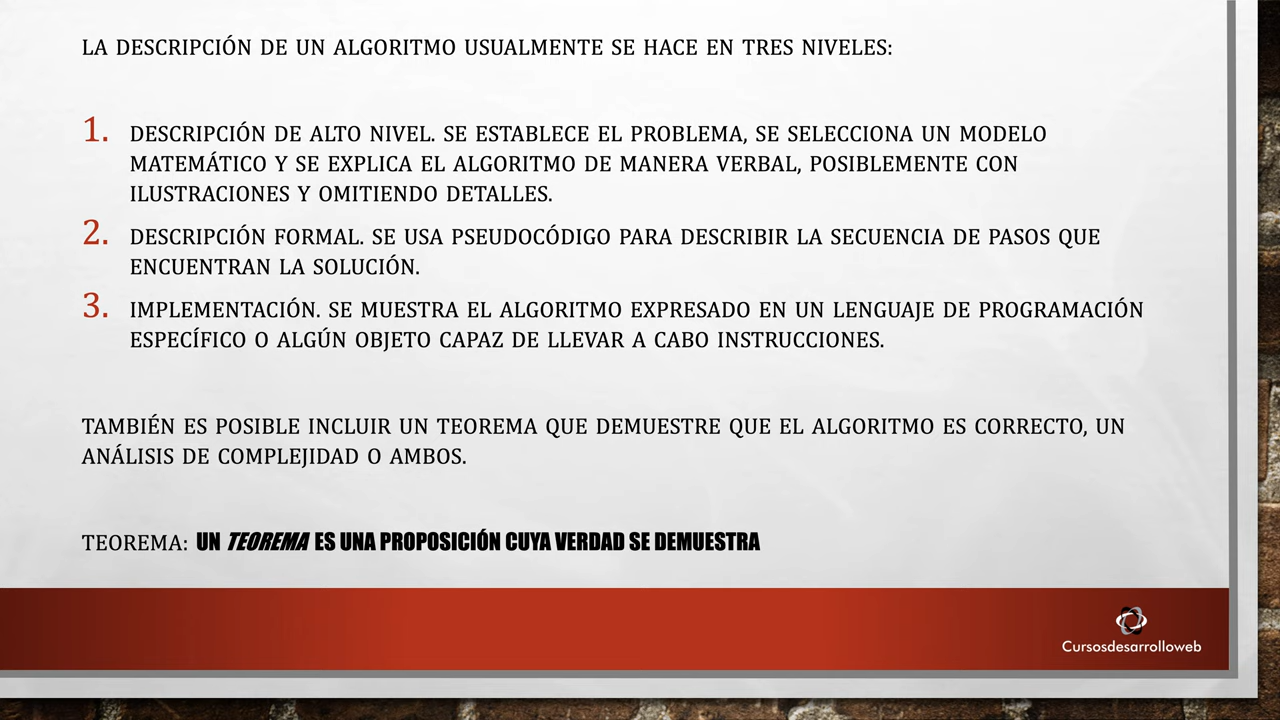 LA DESCRIPCIÓN DE UN ALGORITMO USUALMENTE SE HACE EN TRES NIVELES:
1. DESCRIPCIÓN DE ALTO NIVEL. SE ESTABLECE EL PROBLEMA, SE SELECCIONA UN MODELO
MATEMÁTICO Y SE EXPLICA EL ALGORITMO DE MANERA VERBAL, POSIBLEMENTE CON
ILUSTRACIONES Y OMITIENDO DETALLES.
2. DESCRIPCIÓN FORMAL. SE USA PSEUDOCÓDIGO PARA DESCRIBIR LA SECUENCIA DE PASOS QUE
ENCUENTRAN LA SOLUCIÓN.
3. IMPLEMENTACIÓN. SE MUESTRA EL ALGORITMO EXPRESADO EN UN LENGUAJE DE PROGRAMACIÓN
ESPECÍFICO O ALGÚN OBJETO CAPAZ DE LLEVAR A CABO INSTRUCCIONES.
TAMBIÉN ES POSIBLE INCLUIR UN TEOREMA QUE DEMUESTRE QUE EL ALGORITMO ES CORRECTO, UN
ANÁLISIS DE COMPLEJIDAD O AMBOS.
TEOREMA: UN TEOREMA ES UNA PROPOSICIÓN CUYA VERDAD SE DEMUESTRA
Cursosdesarrolloweb